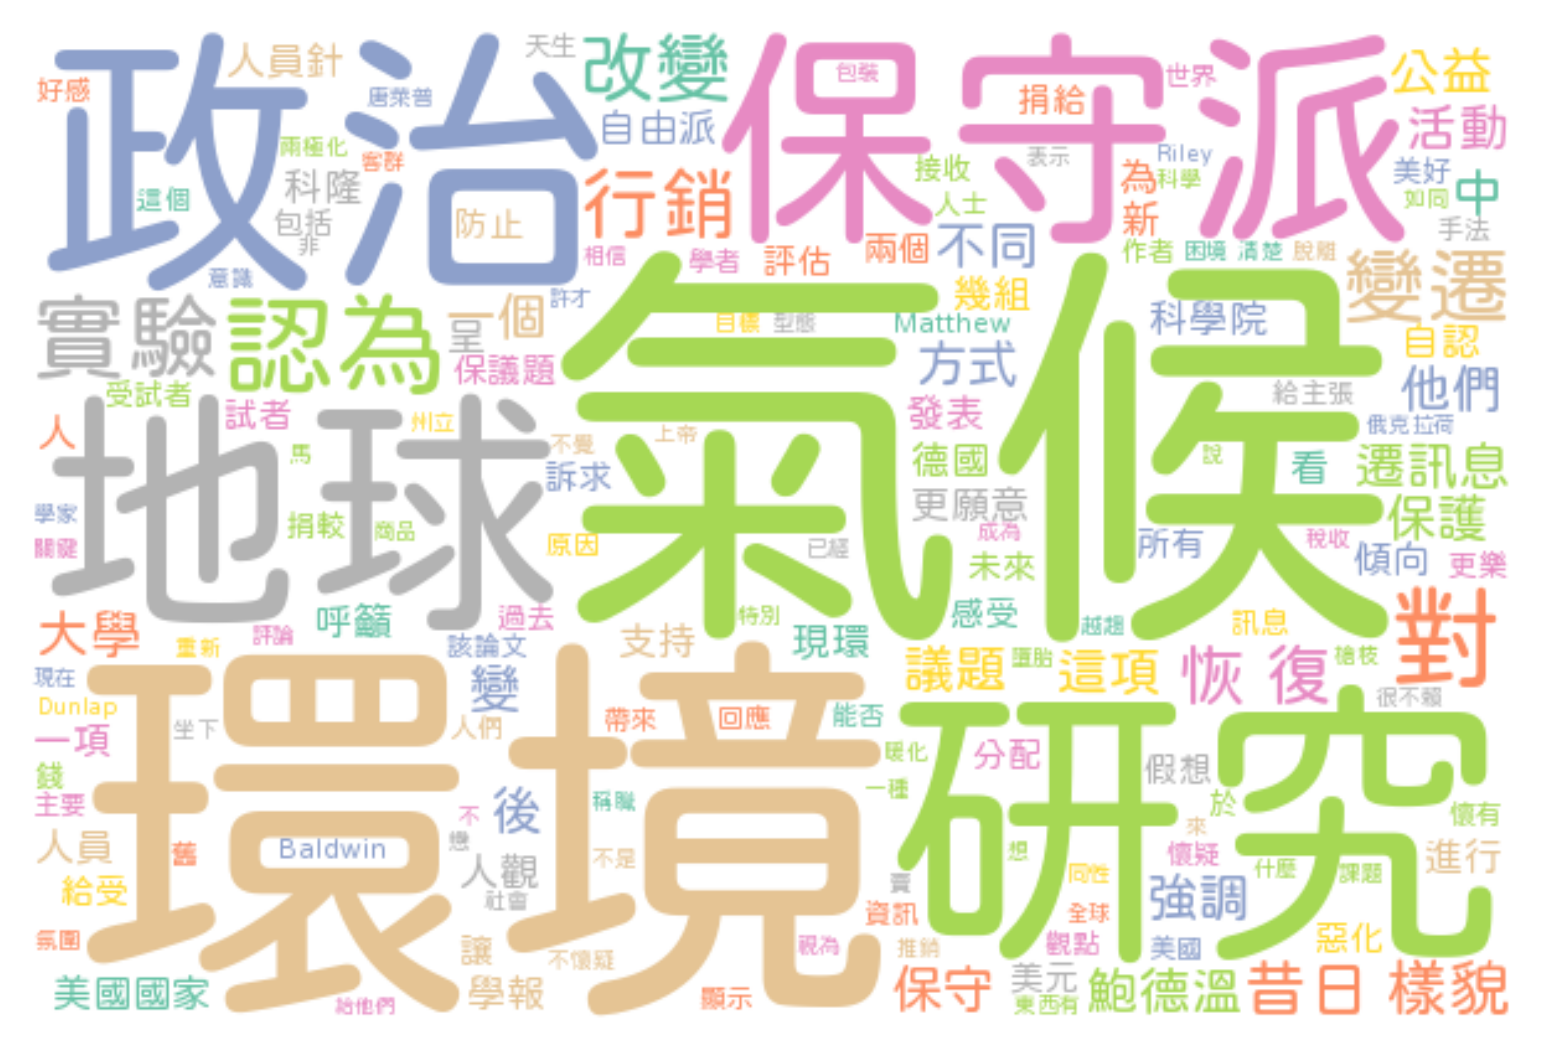 政治
保守派
改變
公益
人員針
天生
好感
唐萊普
包裝
世界
捐給
自由派
活動
兩極化
客群
科隆
行銷
接收
表示
Riley
科學
為
美好
中
這個
包括
防止
人士
新
如同
手法
非
不同
兩個
相信
學者
評估
作者
困境
清楚
脫離
變遷
意識
許才
幾組
實驗
認為
一個
氣候
目標
型態
Matthew
科學院
呈
自認
保議題
方式
受試者
給主張
他們
地球
試者
州立
發表
俄克拉荷
人
不覺
上帝
馬
德國
說
看
遷訊息
訴求
更願意
保護
學家
捐較
商品
成為
關鍵
原因
已經
所有
稅收
傾向
更樂
未來
大學
呼籲
過去
特別
感受
越趨
訊息
對
重新
評論
該論文
支持
現環
議題
墮胎
這項
恢復
槍枝
環境
研究
現在
變
Dunlap
坐下
人們
帶來
回應
能否
很不賴
一項
暖化
分配
假想
錢
主要
後
稱職
一種
於
懷有
不
來
人員
Baldwin
戀
舊
人觀
不是
想
懷疑
進行
什麼
課題
同性
給受
社會
賣
強調
資訊
全球
氛圍
讓
不懷疑
視為
推銷
觀點
美國
惡化
美國國家
給他們
學報
顯示
保守
美元
東西有
鮑德溫
昔日
樣貌